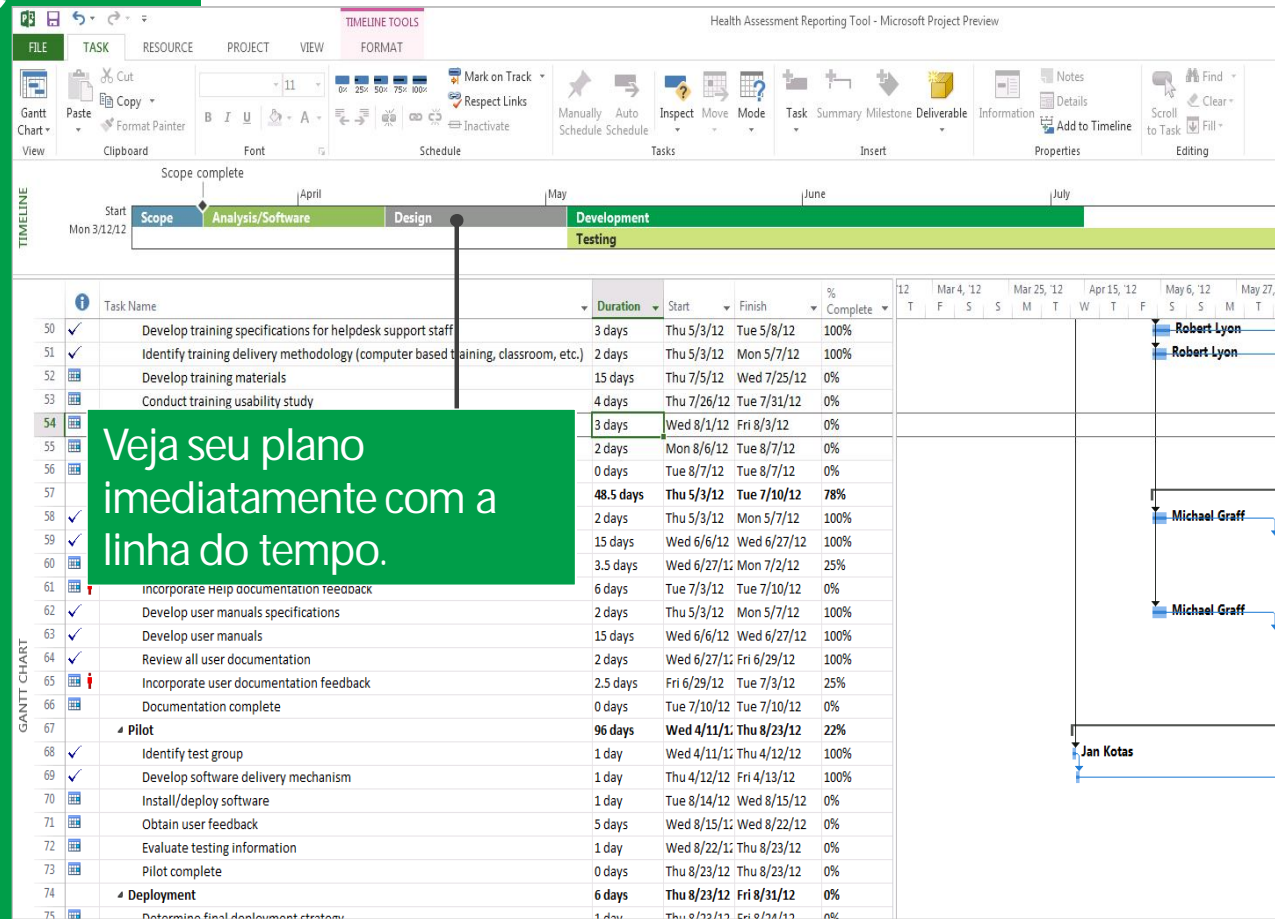 TIMELINE TOOLS
Health Assessment Reporting Tool - Microsoft Project Preview
FILE TASK RESOURCE PROJECT VIEW FORMAT
Gantt Chart
View
Paste
Cut
Copy
Format Painter
Clipboard
11
B I U A
Font
0% 25% 50% 75% 100%
Mark on Track
Respect Links
Inactivate
Schedule
Manually Schedule
Auto Schedule
Inspect
Move
Mode
Tasks
Task
Summary
Milestone
Deliverable
Insert
Information
Notes
Details
Add to Timeline
Properties
Scroll to Task
Find
Clear
Fill
Editing
TIMELINE
Scope complete
April May June July
Start
Mon 3/12/12
Scope Analysis/Software Design Development
Testing
Task Name Duration Start Finish % Complete
'12 Mar 4, '12 Mar 25, '12 Apr 15, '12 May 6, '12 May 27,
T F S S M T W T F S S M T
50 Develop training specifications for helpdesk support staff 3 days Thu 5/3/12 Tue 5/8/12 100% Robert Lyon
51 Identify training delivery methodology (computer based training, classroom, etc.) 2 days Thu 5/3/12 Mon 5/7/12 100% Robert Lyon
52 Develop training materials 15 days Thu 7/5/12 Wed 7/25/12 0%
53 Conduct training usability study 4 days Thu 7/26/12 Tue 7/31/12 0%
54 3 days Wed 8/1/12 Fri 8/3/12 0%
55 2 days Mon 8/6/12 Tue 8/7/12 0%
56 0 days Tue 8/7/12 Tue 8/7/12 0%
57 48.5 days Thu 5/3/12 Tue 7/10/12 78%
58 2 days Thu 5/3/12 Mon 5/7/12 100% Michael Graff
59 15 days Wed 6/6/12 Wed 6/27/12 100%
60 3.5 days Wed 6/27/12 Mon 7/2/12 25%
Veja seu plano
imediatamente com a
linha do tempo.
61 Incorporate Help documentation feedback 6 days Tue 7/3/12 Tue 7/10/12 0%
62 Develop user manuals specifications 2 days Thu 5/3/12 Mon 5/7/12 100% Michael Graff
63 Develop user manuals 15 days Wed 6/6/12 Wed 6/27/12 100%
64 Review all user documentation 2 days Wed 6/27/12 Fri 6/29/12 100%
65 Incorporate user documentation feedback 2.5 days Fri 6/29/12 Tue 7/3/12 25%
66 Documentation complete 0 days Tue 7/10/12 Tue 7/10/12 0%
67 Pilot 96 days Wed 4/11/12 Thu 8/23/12 22%
68 Identify test group 1 day Wed 4/11/12 Thu 4/12/12 100% Jan Kotas
69 Develop software delivery mechanism 1 day Thu 4/12/12 Fri 4/13/12 100%
70 Install/deploy software 1 day Tue 8/14/12 Wed 8/15/12 0%
71 Obtain user feedback 5 days Wed 8/15/12 Wed 8/22/12 0%
72 Evaluate testing information 1 day Wed 8/22/12 Thu 8/23/12 0%
73 Pilot complete 0 days Thu 8/23/12 Thu 8/23/12 0%
74 Deployment 6 days Thu 8/23/12 Fri 8/31/12 0%
75 Determine final deployment strategy 1 day Thu 8/23/12 Fri 8/24/12 0%
GANTT CHART